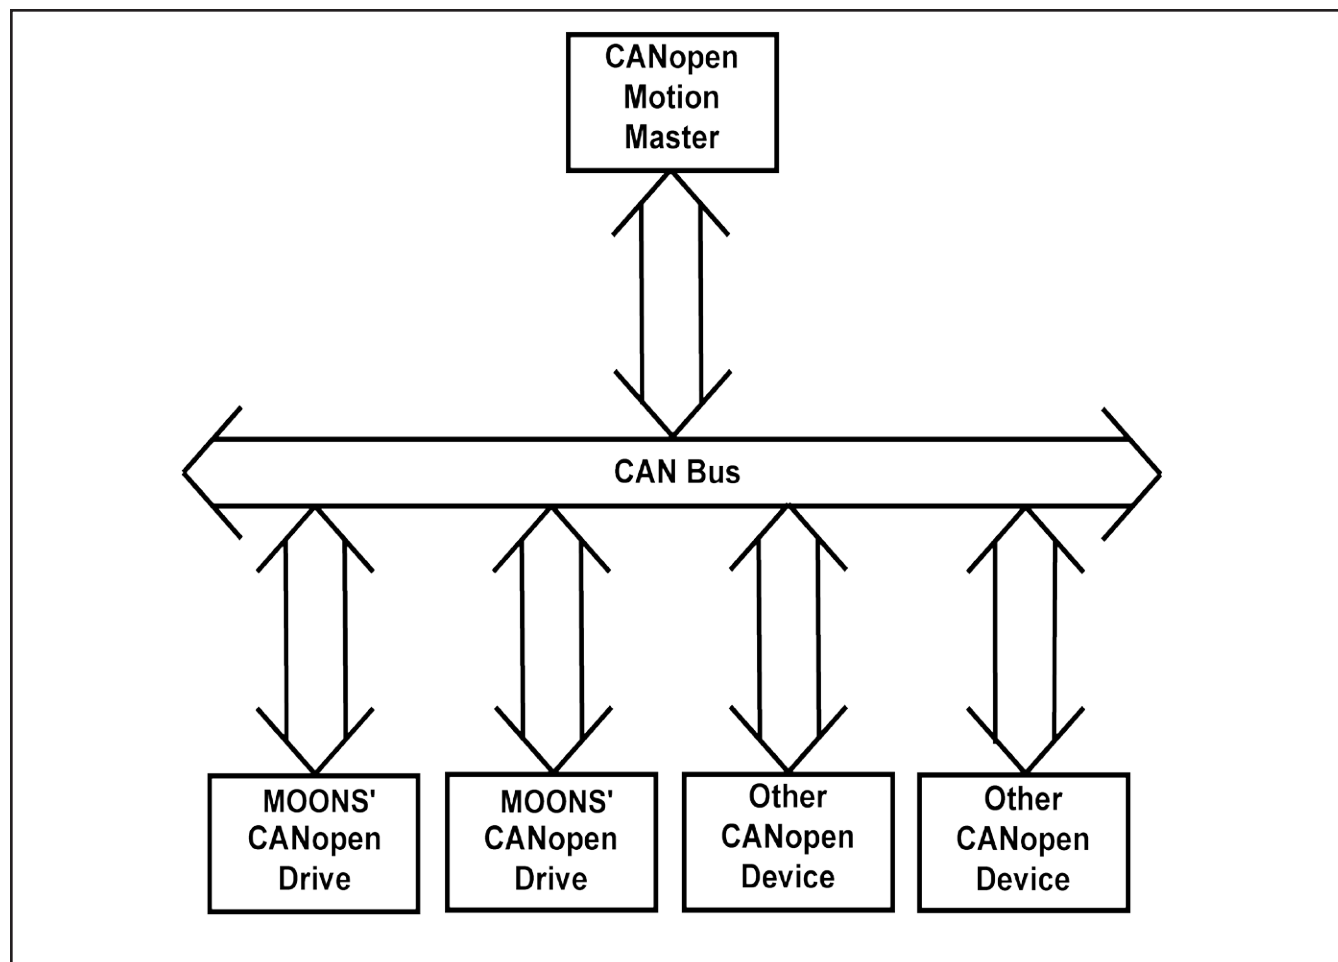 CANopen
Motion
Master
CAN Bus
MOONS'
CANopen
Drive
MOONS'
CANopen
Drive
Other
CANopen
Device
Other
CANopen
Device